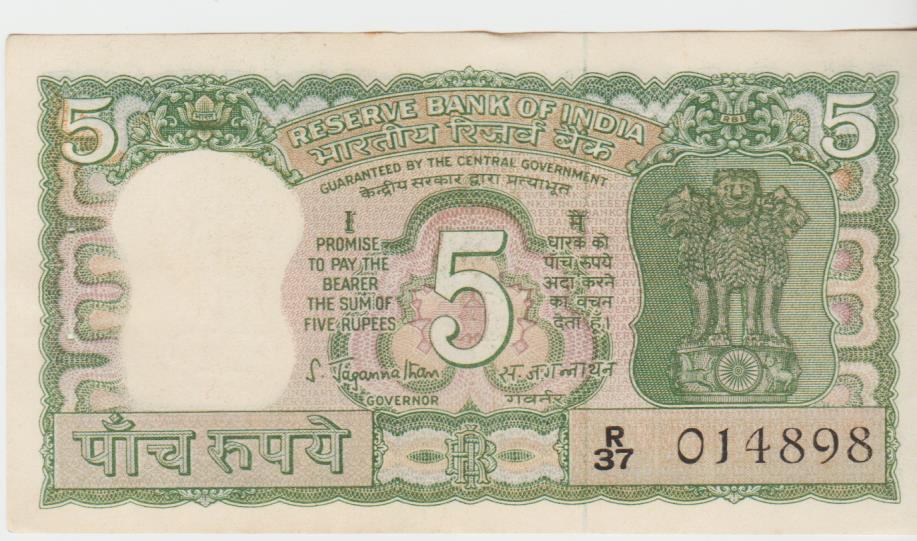 5
5
RBI
RESERVE BANK OF INDIA
भारतीय रिज़र्व बैंक
GUARANTEED BY THE CENTRAL GOVERNMENT
केन्द्रीय सरकार द्वारा प्रत्याभूत
I
PROMISE
TO PAY THE
BEARER
THE SUM OF
FIVE RUPEES
5
मैं
धारक को
पाँच रुपये
अदा करने
का वचन
देता हूँ।
S. Jagannathan
GOVERNOR
स. जगन्नाथन
गवर्नर
पाँच रुपये
R
37
014898